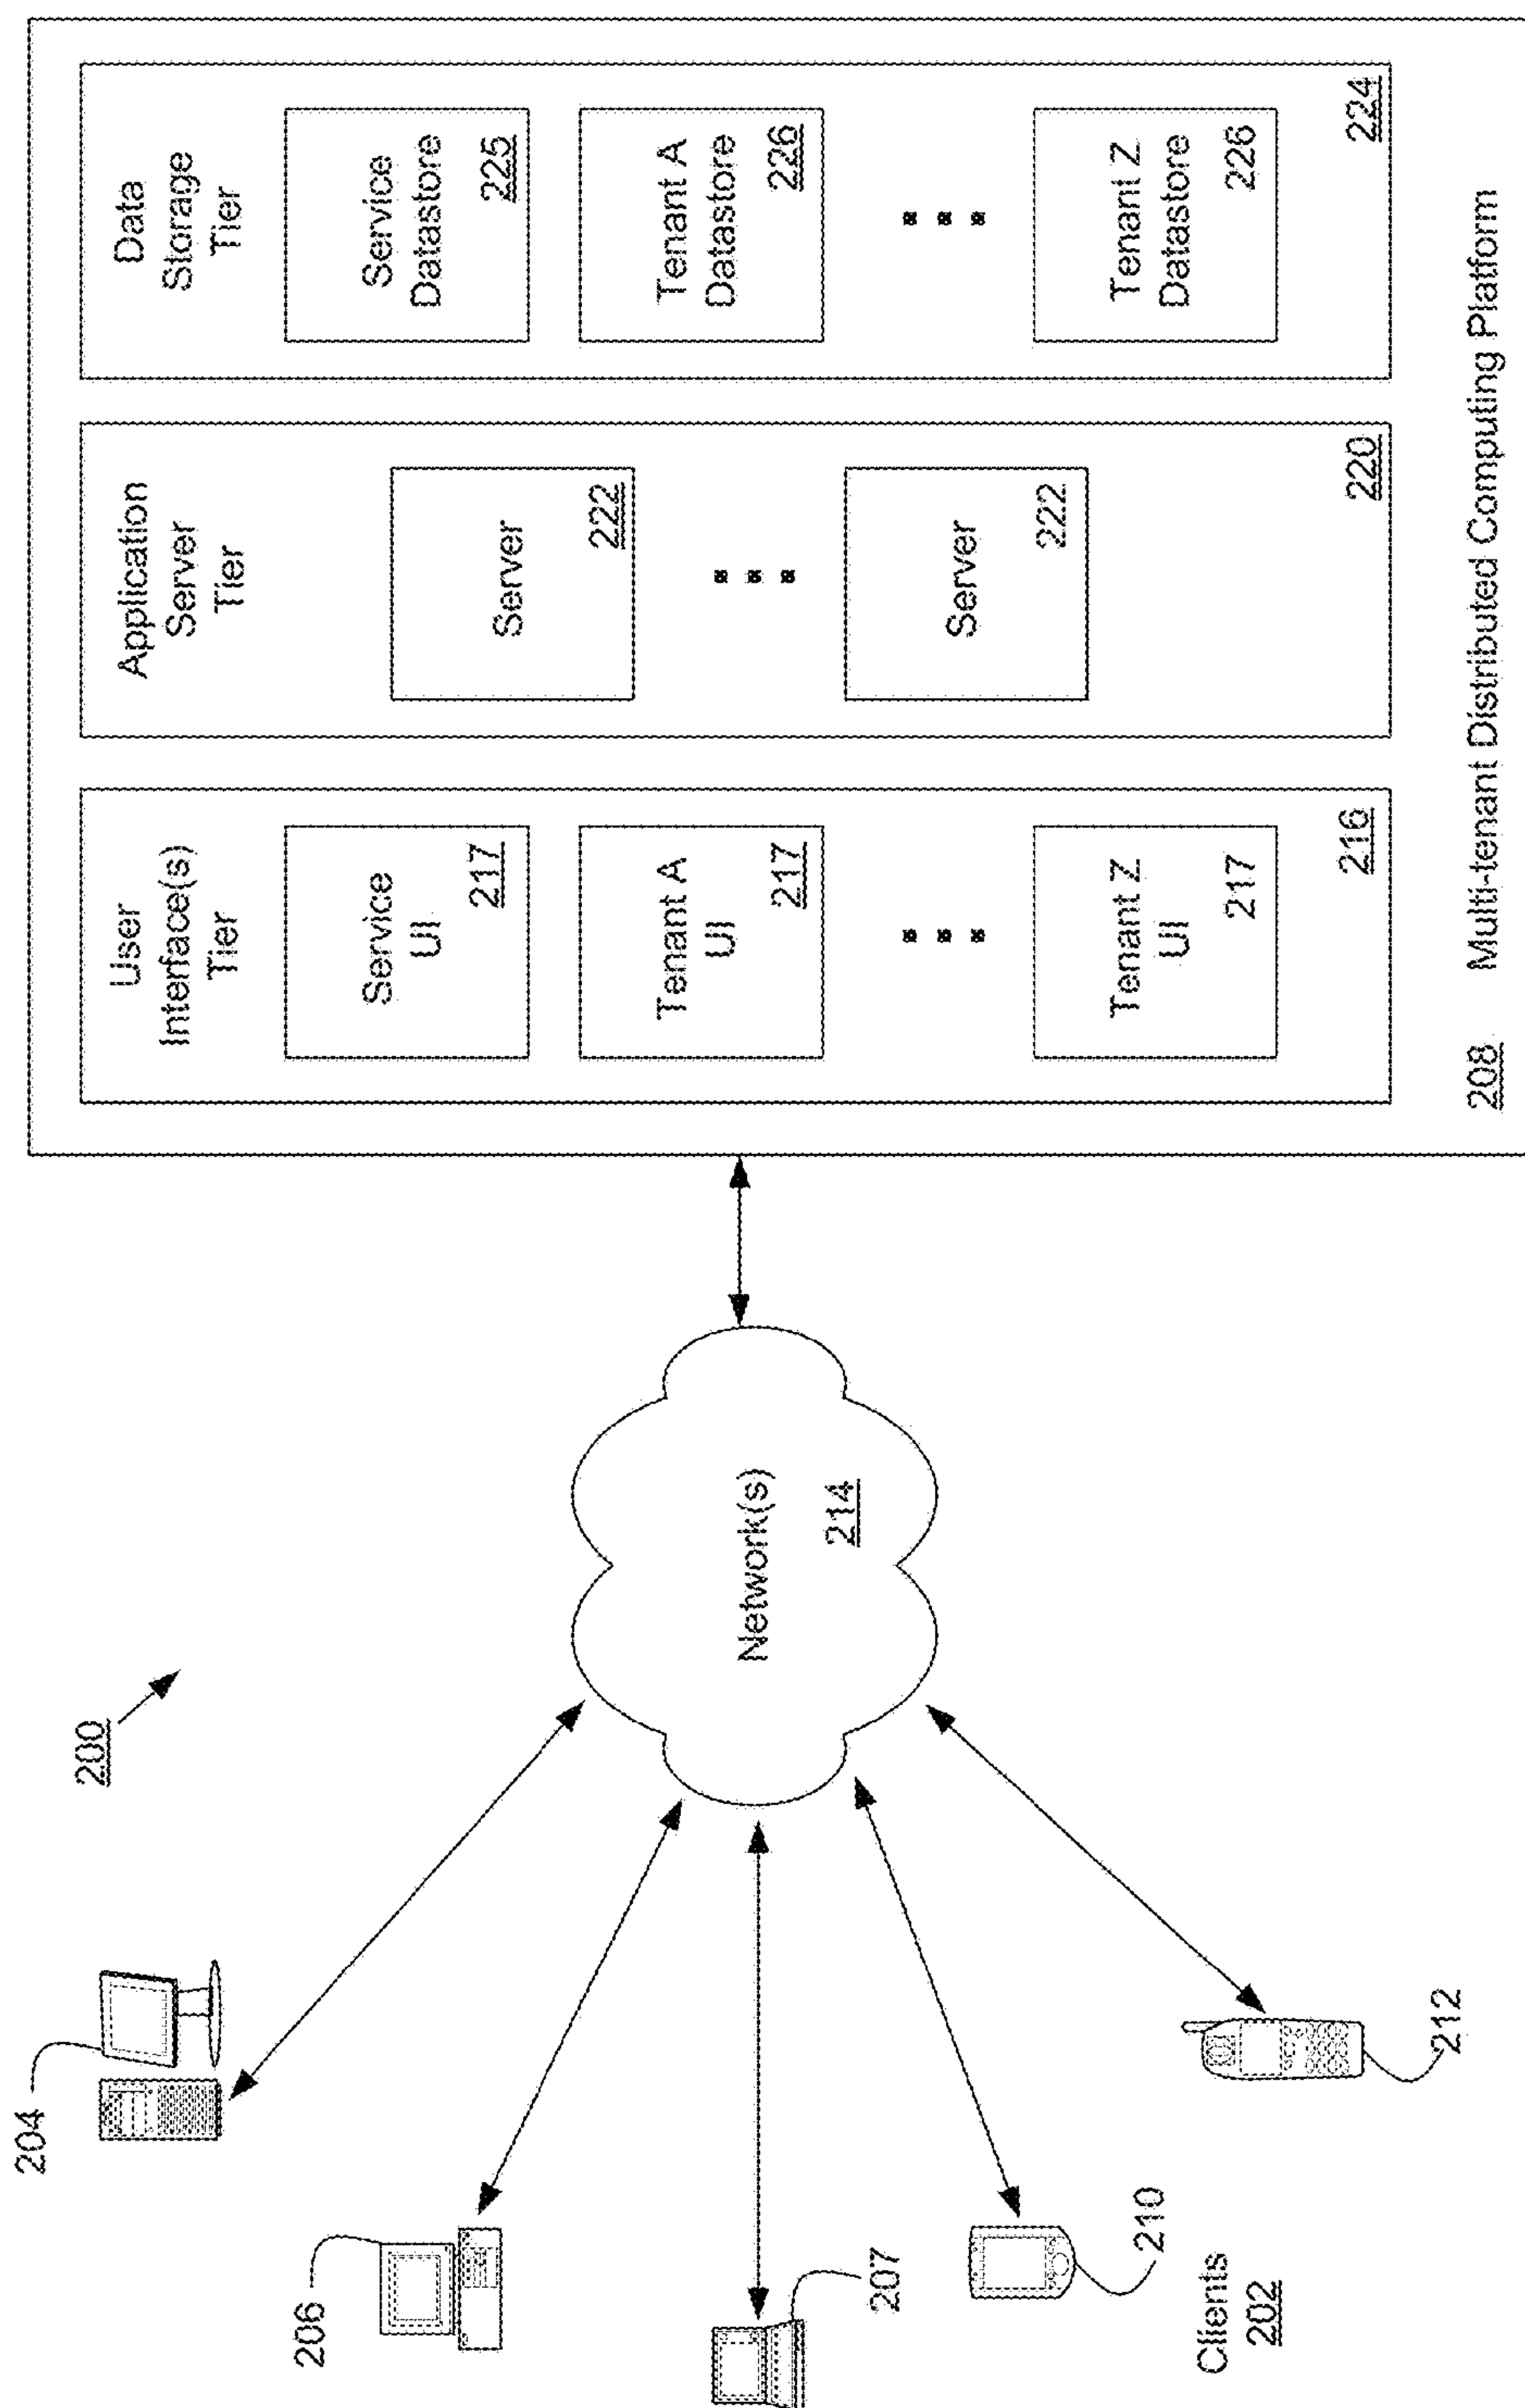 200
204
206
207
210
212
Clients
202
Network(s)
214
User
Interface(s)
Tier
Service
UI
217
Tenant A
UI
217
Tenant Z
UI
217
216
Application
Server
Tier
Server
222
Server
222
220
Data
Storage
Tier
Service
Datastore
225
Tenant A
Datastore
226
Tenant Z
Datastore
226
224
208 Multi-tenant Distributed Computing Platform